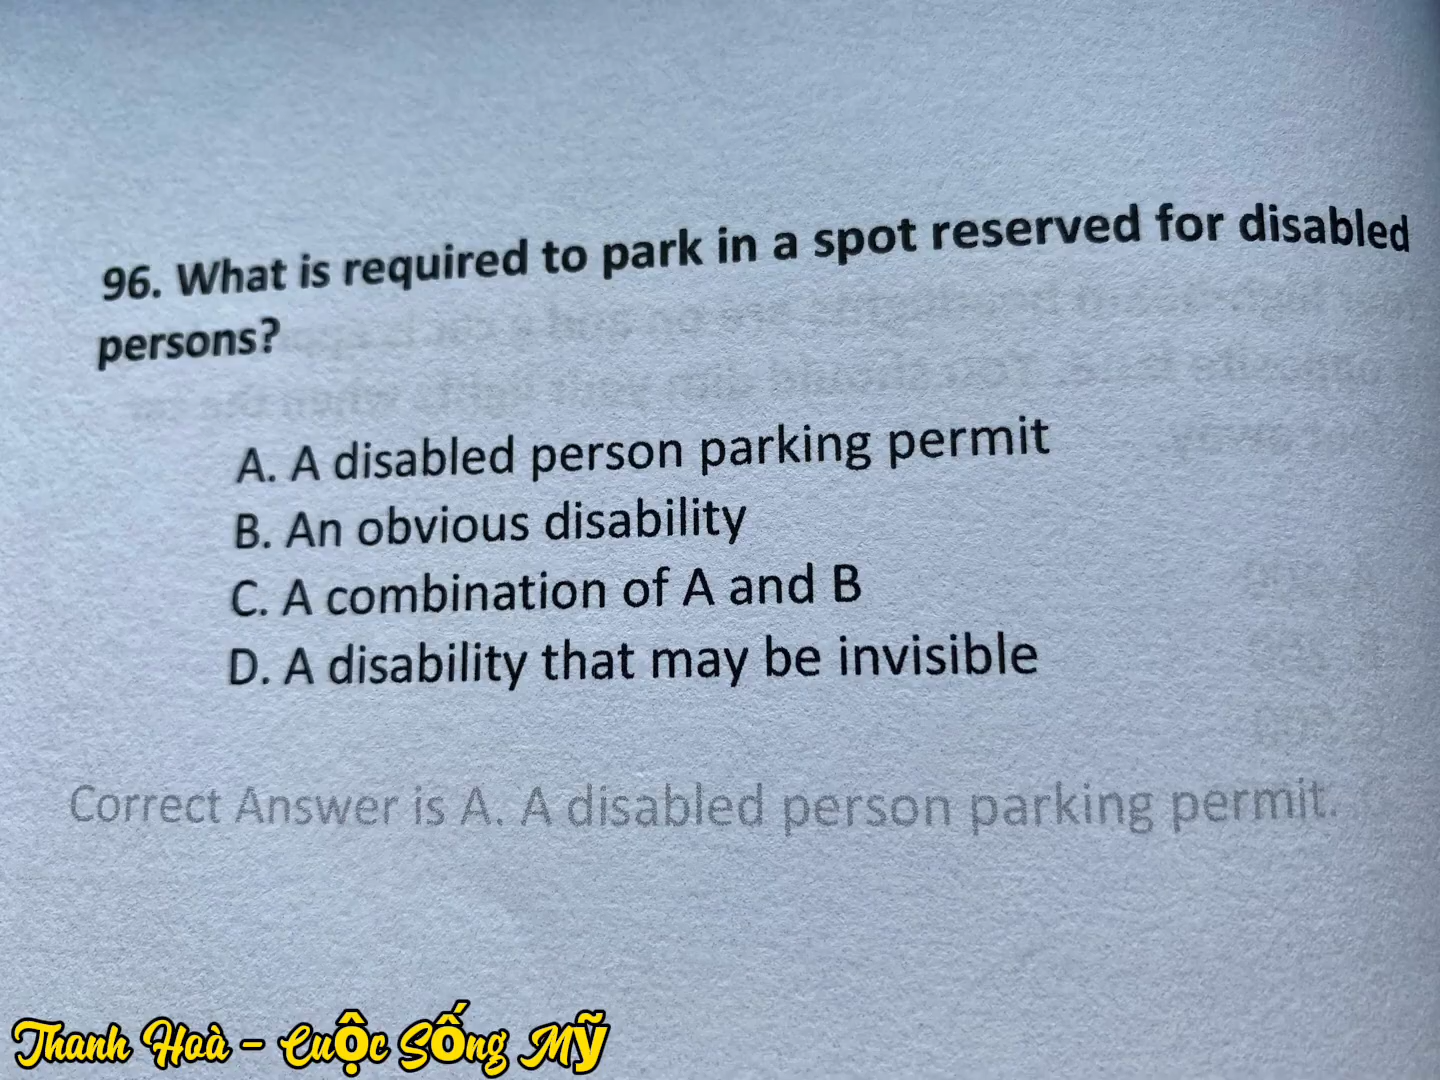 96. What is required to park in a spot reserved for disabled
persons?
A. A disabled person parking permit
B. An obvious disability
C. A combination of A and B
D. A disability that may be invisible
Correct Answer is A. A disabled person parking permit.
Thanh Hoà - Cuộc Sống Mỹ